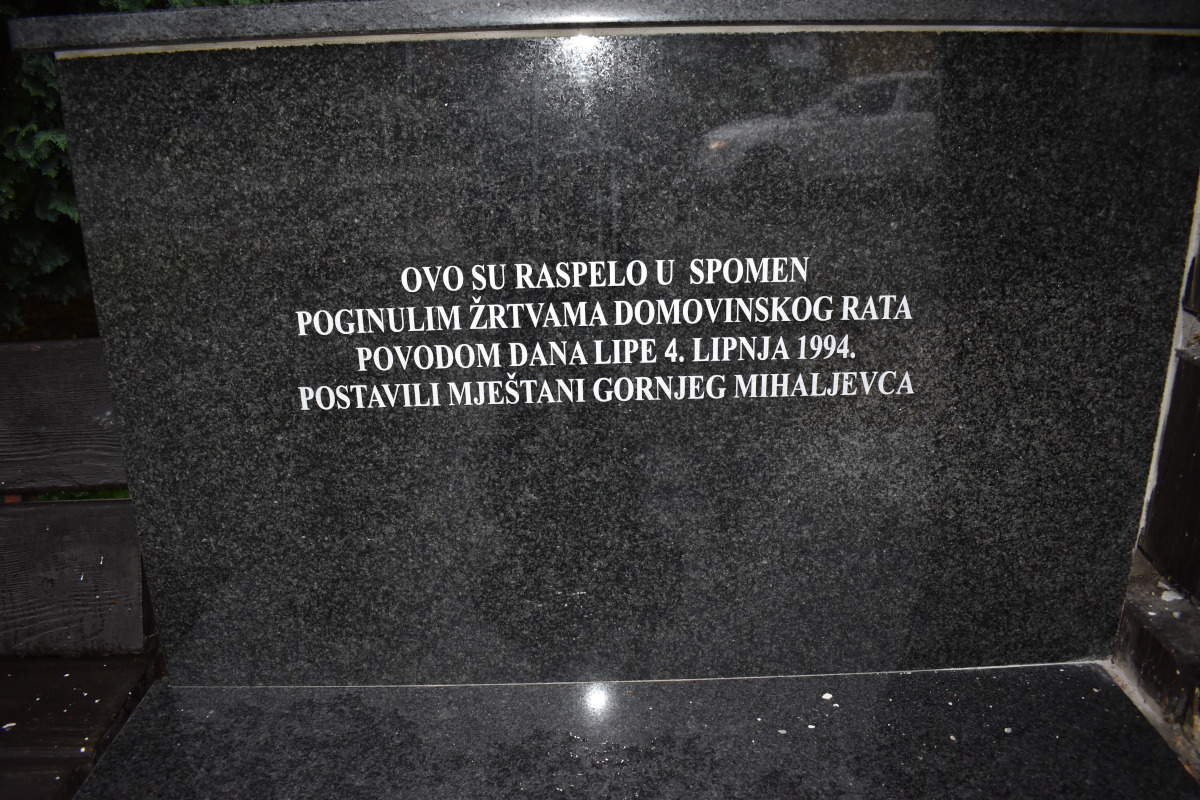 OVO SU RASPELO U SPOMEN
POGINULIM ŽRTVAMA DOMOVINSKOG RATA
POVODOM DANA LIPE 4. LIPNJA 1994.
POSTAVILI MJEŠTANI GORNJEG MIHALJEVCA